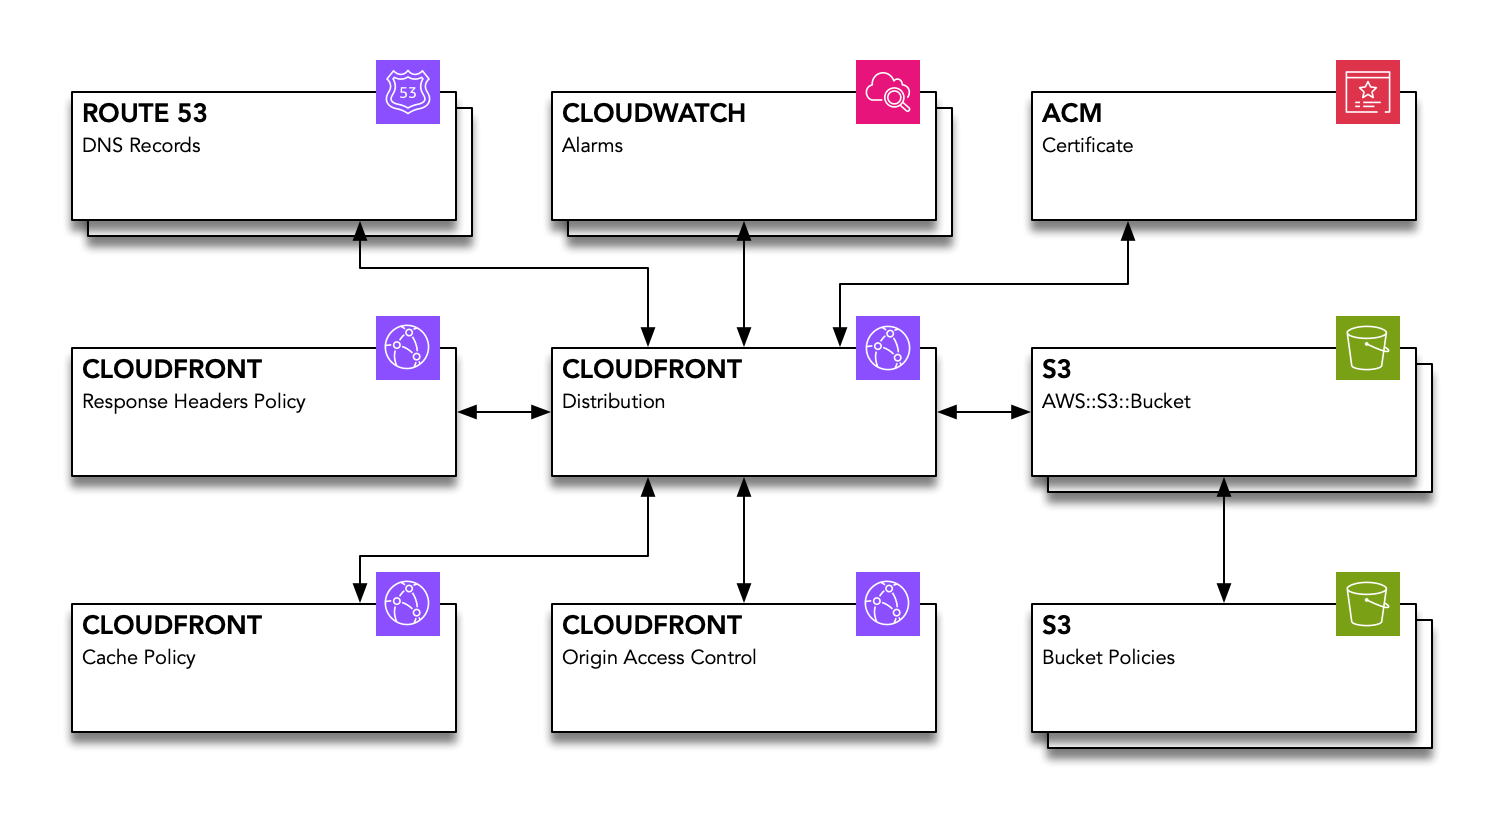 ROUTE 53
DNS Records
53
CLOUDWATCH
Alarms
ACM
Certificate
CLOUDFRONT
Response Headers Policy
CLOUDFRONT
Distribution
S3
AWS::S3::Bucket
CLOUDFRONT
Cache Policy
CLOUDFRONT
Origin Access Control
S3
Bucket Policies